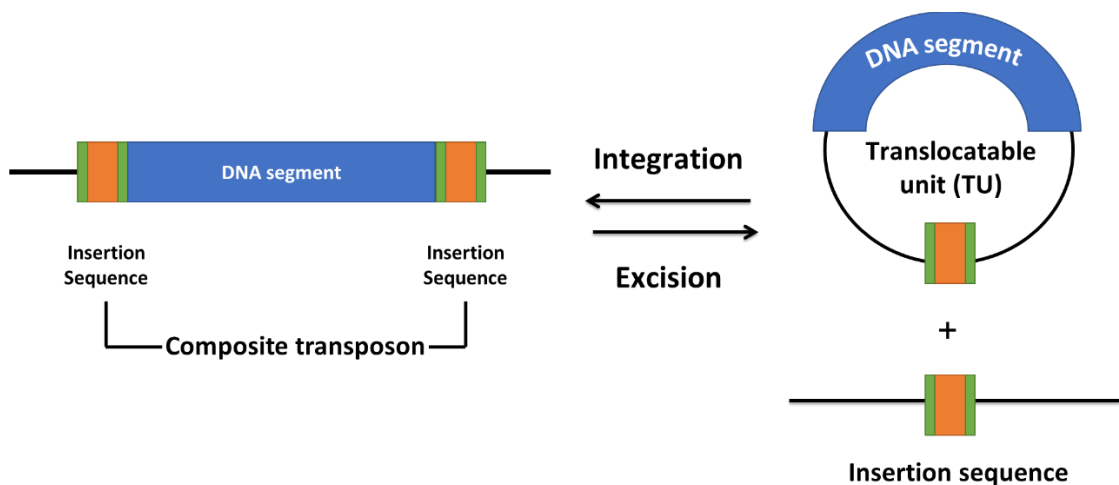 DNA segment
Insertion
Sequence
Insertion
Sequence
Composite transposon
Integration
Excision
DNA segment
Translocatable
unit (TU)
+
Insertion sequence